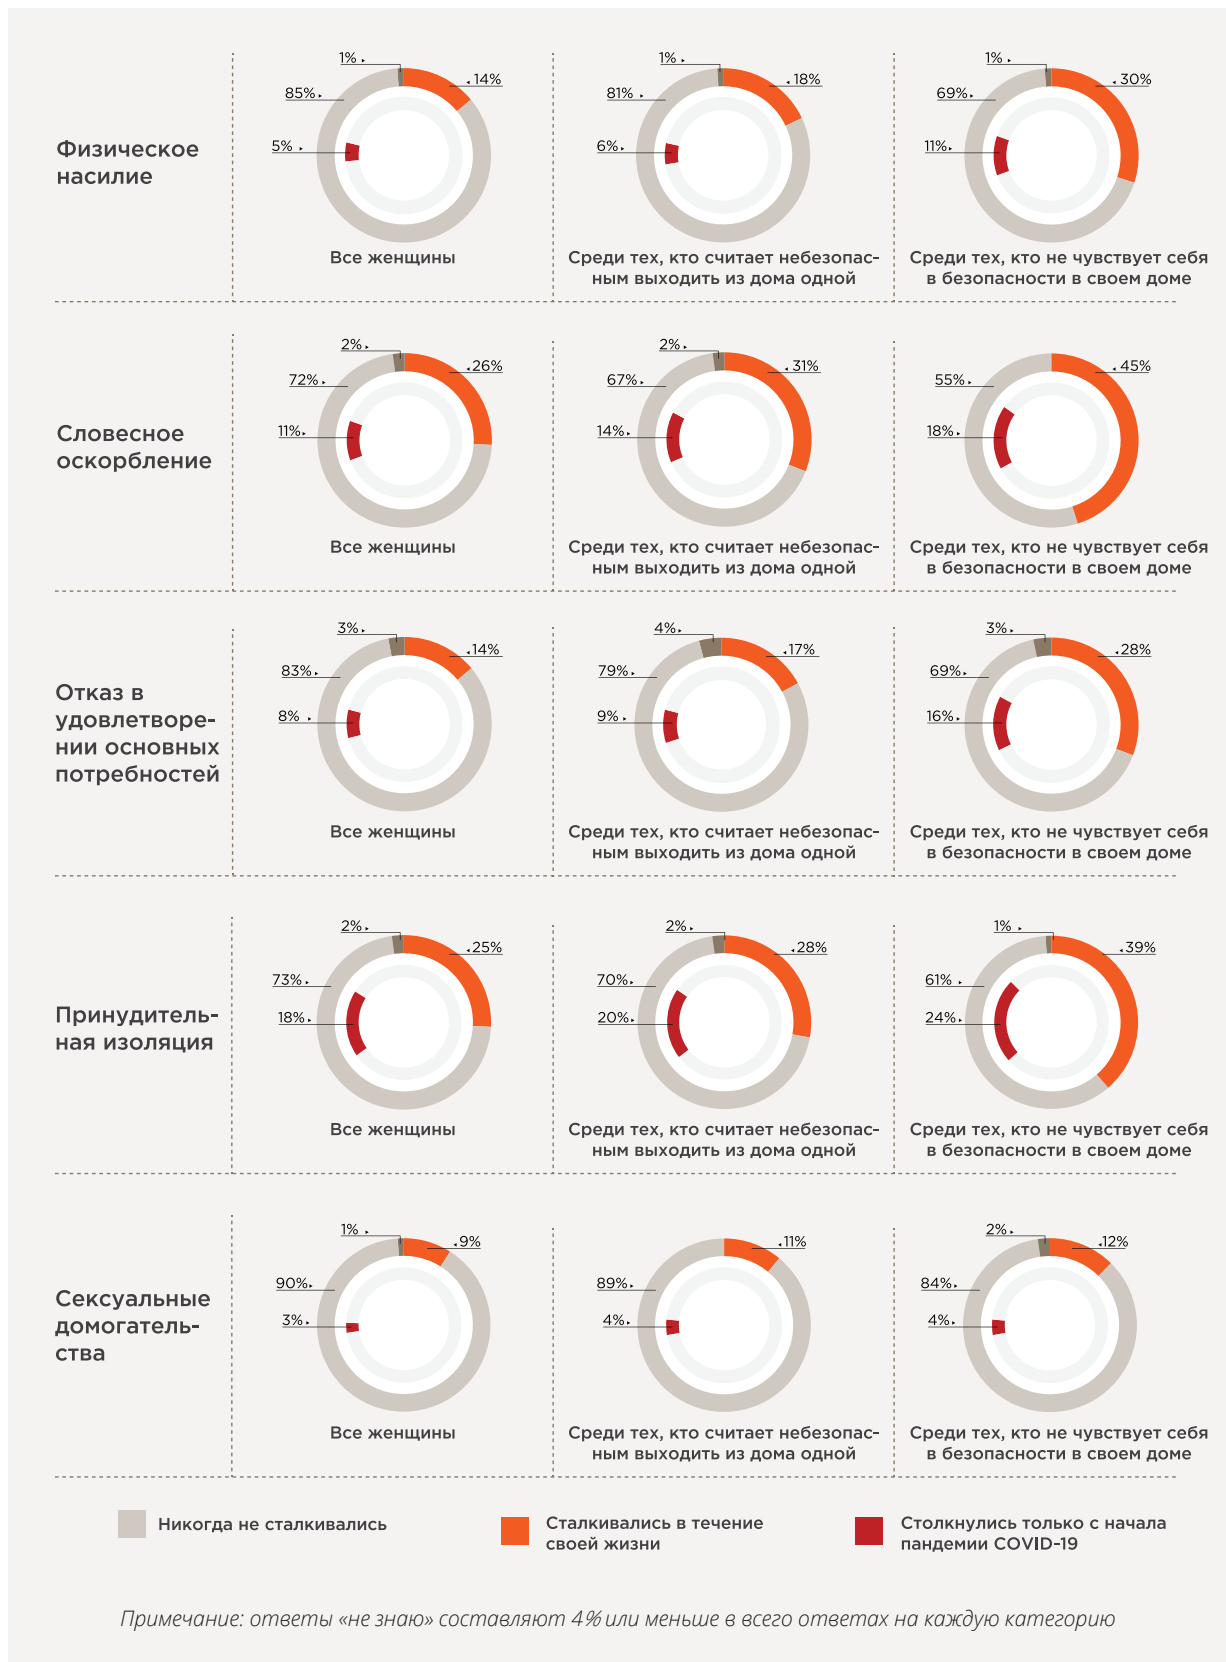 1%
14%
85%
5%
Физическое
насилие
Все женщины
1%
18%
81%
6%
Среди тех, кто считает небезопас-
ным выходить из дома одной
1%
30%
69%
11%
Среди тех, кто не чувствует себя
в безопасности в своем доме
2%
26%
72%
11%
Словесное
оскорбление
Все женщины
2%
31%
67%
14%
Среди тех, кто считает небезопас-
ным выходить из дома одной
45%
55%
18%
Среди тех, кто не чувствует себя
в безопасности в своем доме
3%
14%
83%
8%
Отказ в
удовлетворе-
нии основных
потребностей
Все женщины
4%
17%
79%
9%
Среди тех, кто считает небезопас-
ным выходить из дома одной
3%
28%
69%
16%
Среди тех, кто не чувствует себя
в безопасности в своем доме
2%
25%
73%
18%
Принудитель-
ная изоляция
Все женщины
2%
28%
70%
20%
Среди тех, кто считает небезопас-
ным выходить из дома одной
1%
39%
61%
24%
Среди тех, кто не чувствует себя
в безопасности в своем доме
1%
9%
90%
3%
Сексуальные
домогатель-
ства
Все женщины
11%
89%
4%
Среди тех, кто считает небезопас-
ным выходить из дома одной
2%
12%
84%
4%
Среди тех, кто не чувствует себя
в безопасности в своем доме
Никогда не сталкивались
Сталкивались в течение
своей жизни
Столкнулись только с начала
пандемии COVID-19
Примечание: ответы «не знаю» составляют 4% или меньше в всего ответах на каждую категорию